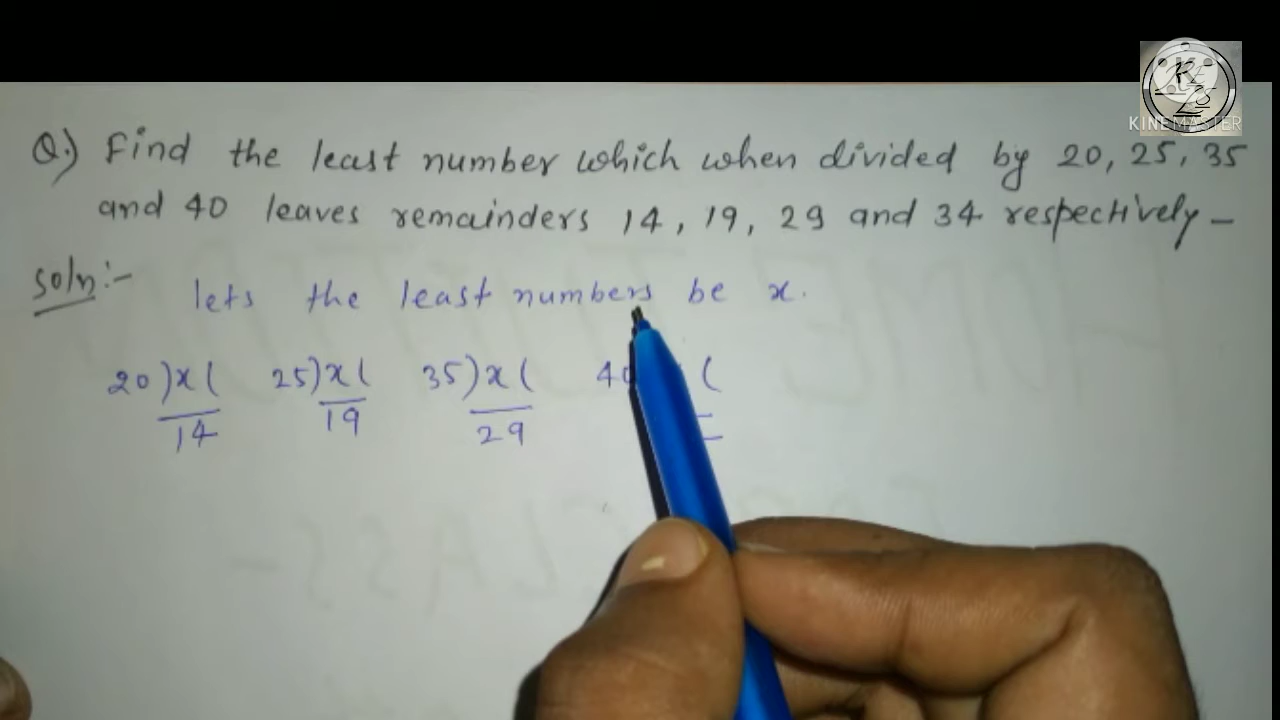 Q.) Find the least number which when divided by 20, 25, 35
and 40 leaves remainders 14, 19, 29 and 34 respectively -
Soln:- lets the least numbers be x.
20)x( 25)x( 35)x( 40 (
14 19 29
KINEMASTER